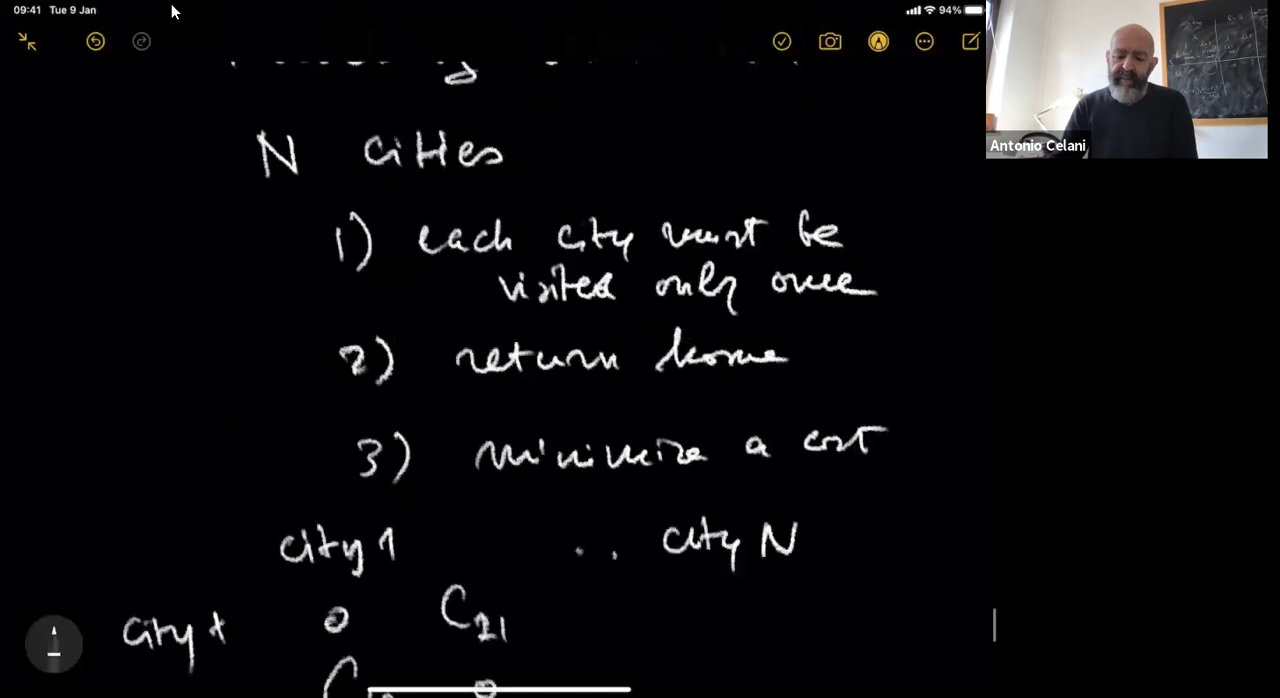 09:41 Tue 9 Jan
94%
N cities
1) each city must be
visited only once
2) return home
3) minimize a cost
city 1 .. city N
city 1 0 C21
C
0
Antonio Celani